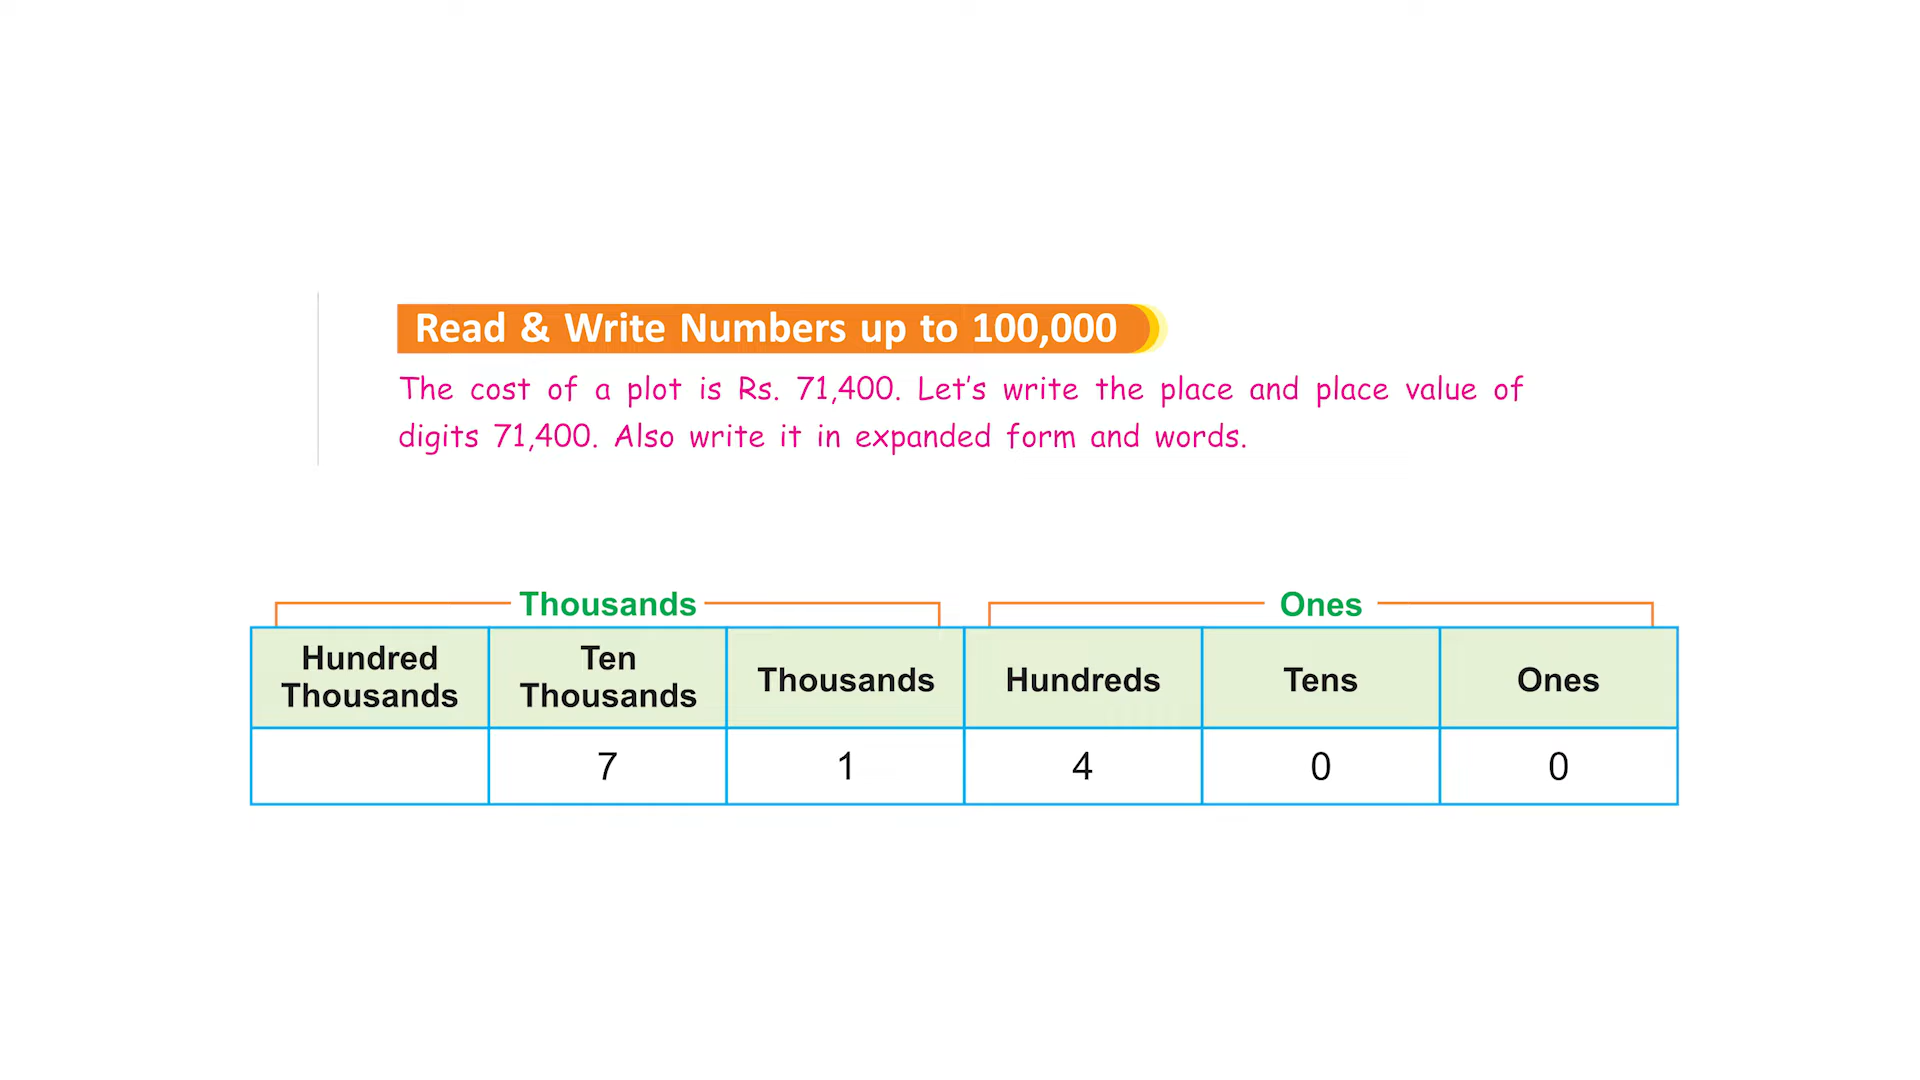 Read & Write Numbers up to 100,000
The cost of a plot is Rs. 71,400. Let's write the place and place value of
digits 71,400. Also write it in expanded form and words.
Thousands Ones
Hundred Thousands Ten Thousands Thousands Hundreds Tens Ones
7 1 4 0 0